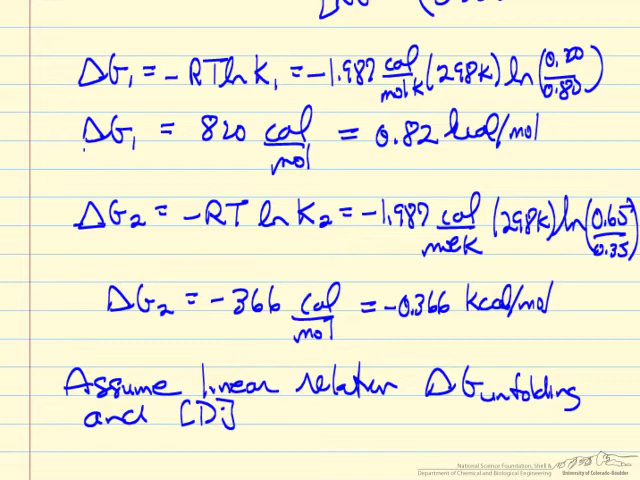 ΔG₁ = -RT ln K₁ = -1.987 cal/mol K (298K) ln(0.20/0.80)
ΔG₁ = 820 cal/mol = 0.82 kcal/mol
ΔG₂ = -RT ln K₂ = -1.987 cal/mol K (298K) ln(0.65/0.35)
ΔG₂ = -366 cal/mol = -0.366 kcal/mol
Assume linear relation ΔG unfolding
and [D]
National Science Foundation, Shell &
Department of Chemical and Biological Engineering
University of Colorado-Boulder